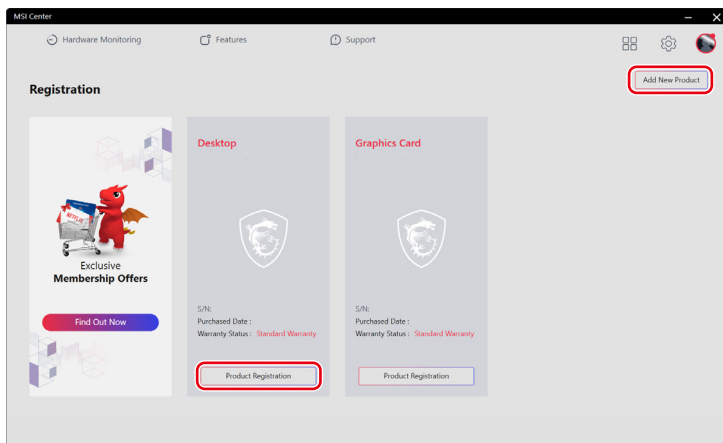 MSI Center
Hardware Monitoring
Features
Support
Add New Product
Registration
NETFLIX
Exclusive
Membership Offers
Find Out Now
Desktop
S/N:
Purchased Date :
Warranty Status : Standard Warranty
Product Registration
Graphics Card
S/N:
Purchased Date :
Warranty Status : Standard Warranty
Product Registration